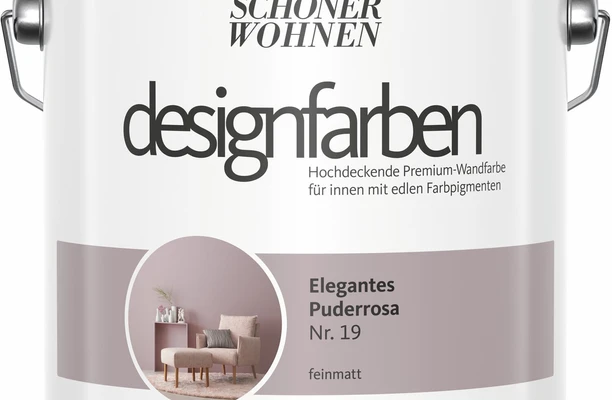 SCHÖNER
WOHNEN
designfarben
Hochdeckende Premium-Wandfarbe
für innen mit edlen Farbpigmenten
Elegantes
Puderrosa
Nr. 19
feinmatt